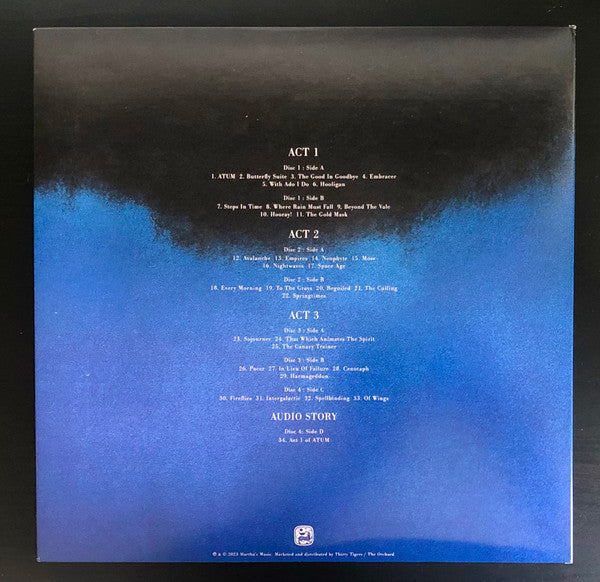 ACT 1
Disc 1 : Side A
1. ATUM 2. Butterfly Suite 3. The Good In Goodbye 4. Embracer
5. With Ado I Do 6. Hooligan
Disc 1 : Side B
7. Steps In Time 8. Where Rain Must Fall 9. Beyond The Vale
10. Hooray! 11. The Gold Mask
ACT 2
Disc 2 : Side A
12. Avalanche 13. Empires 14. Neophyte 15. Moss
16. Nightwaves 17. Space Age
Disc 2 : Side B
18. Every Morning 19. To The Grays 20. Beguiled 21. The Culling
22. Springtimes
ACT 3
Disc 3 : Side A
23. Sojourner 24. That Which Animates The Spirit
25. The Canary Trainer
Disc 3 : Side B
26. Pacer 27. In Lieu Of Failure 28. Cenotaph
29. Harmageddon
Disc 4 : Side C
30. Fireflies 31. Intergalactic 32. Spellbinding 33. Of Wings
AUDIO STORY
Disc 4: Side D
34. Act 1 of ATUM
℗ & © 2023 Martha's Music. Marketed and distributed by Thirty Tigers / The Orchard.